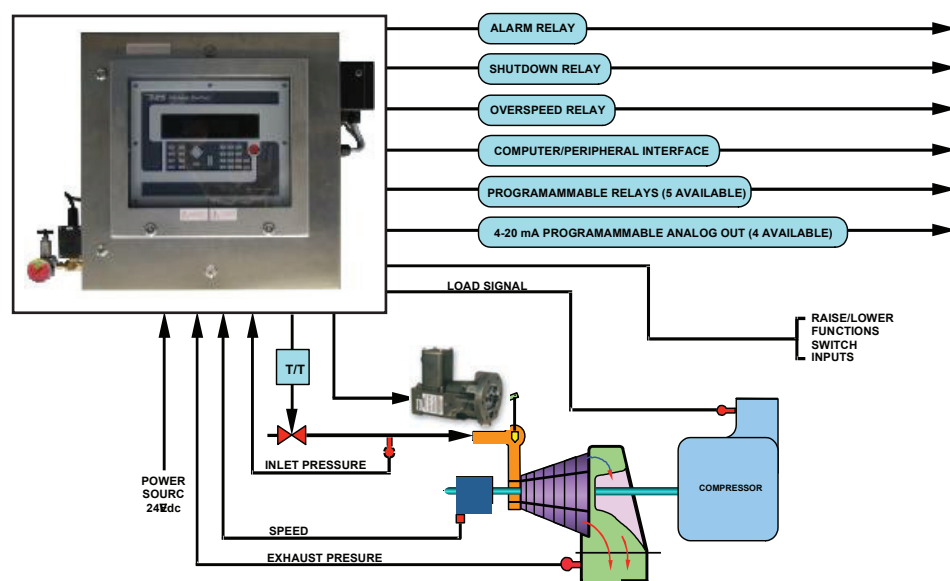 ALARM RELAY
SHUTDOWN RELAY
OVERSPEED RELAY
COMPUTER/PERIPHERAL INTERFACE
PROGRAMAMMABLE RELAYS (5 AVAILABLE)
4-20 mA PROGRAMAMMABLE ANALOG OUT (4 AVAILABLE)
LOAD SIGNAL
RAISE/LOWER
FUNCTIONS
SWITCH
INPUTS
T/T
INLET PRESSURE
POWER
SOURC
24Vdc
COMPRESSOR
SPEED
EXHAUST PRESURE